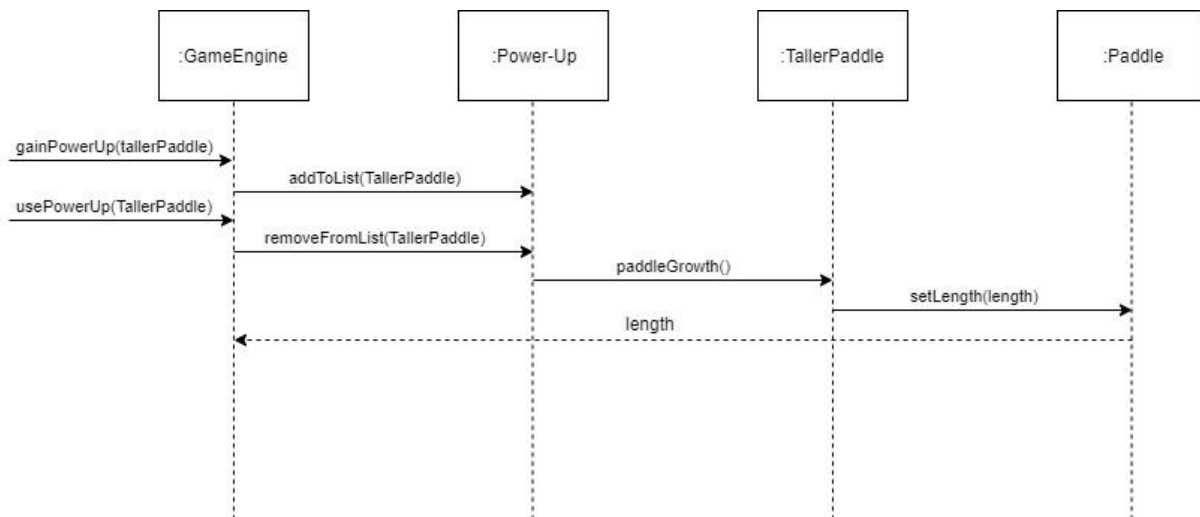 :GameEngine
:Power-Up
:TallerPaddle
:Paddle
gainPowerUp(tallerPaddle)
addToList(TallerPaddle)
usePowerUp(TallerPaddle)
removeFromList(TallerPaddle)
paddleGrowth()
setLength(length)
length